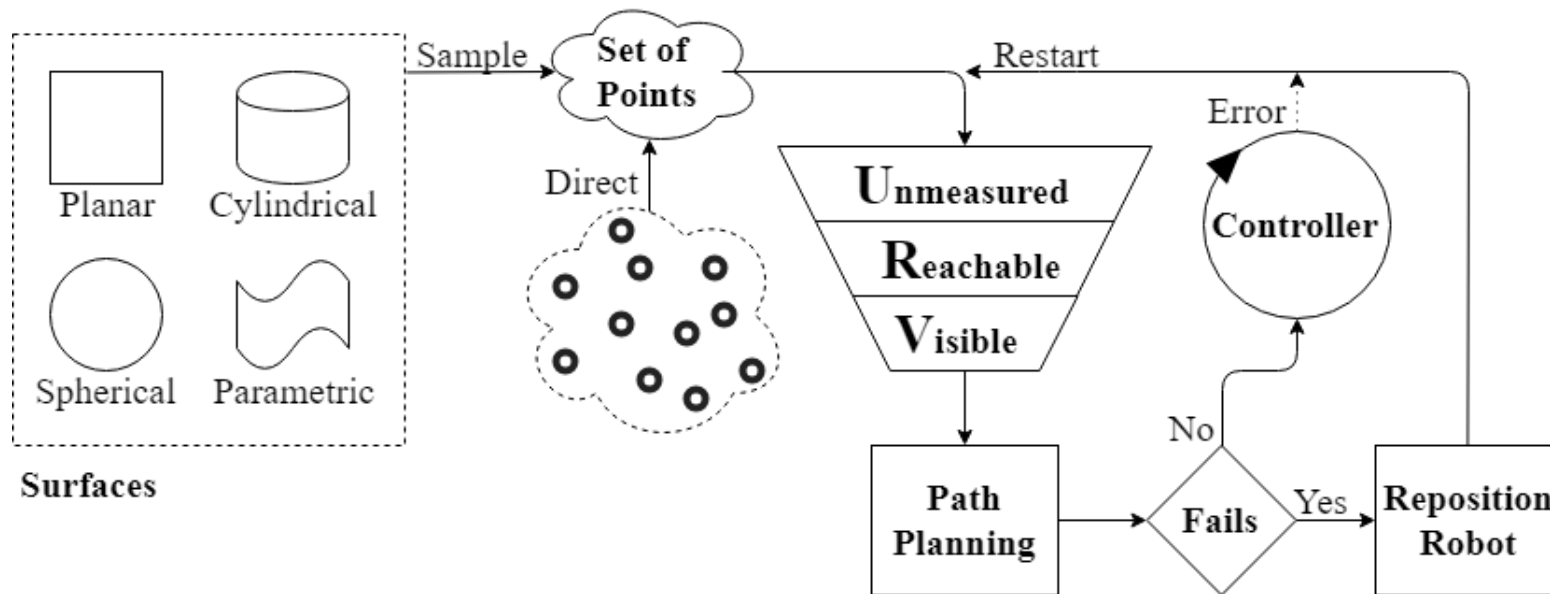 Sample
Set of
Points
Restart
Planar
Cylindrical
Direct
Error
Unmeasured
Controller
Reachable
Visible
Spherical
Parametric
No
Surfaces
Path
Planning
Fails
Yes
Reposition
Robot